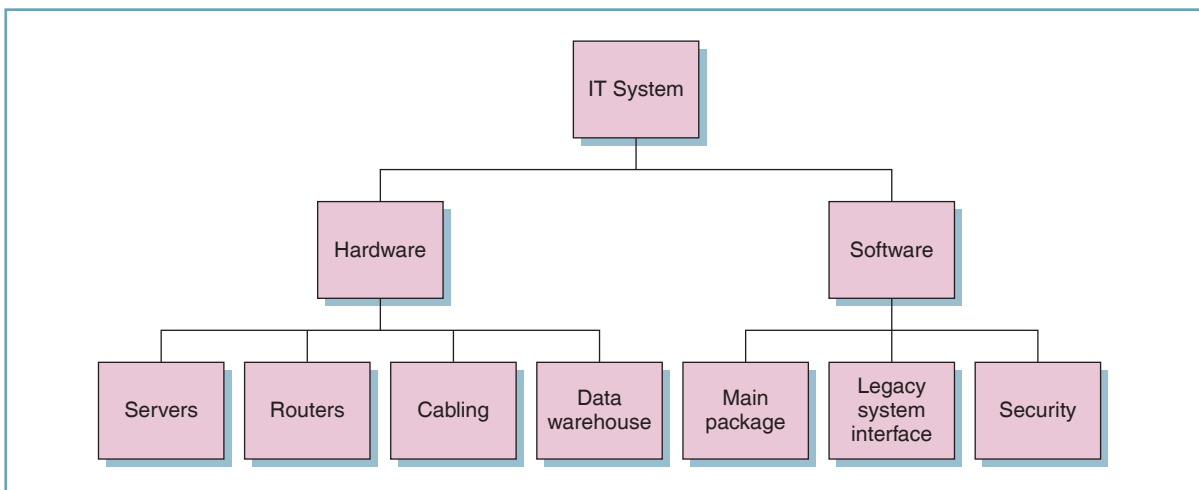 IT System
Hardware
Software
Servers
Routers
Cabling
Data
warehouse
Main
package
Legacy
system
interface
Security